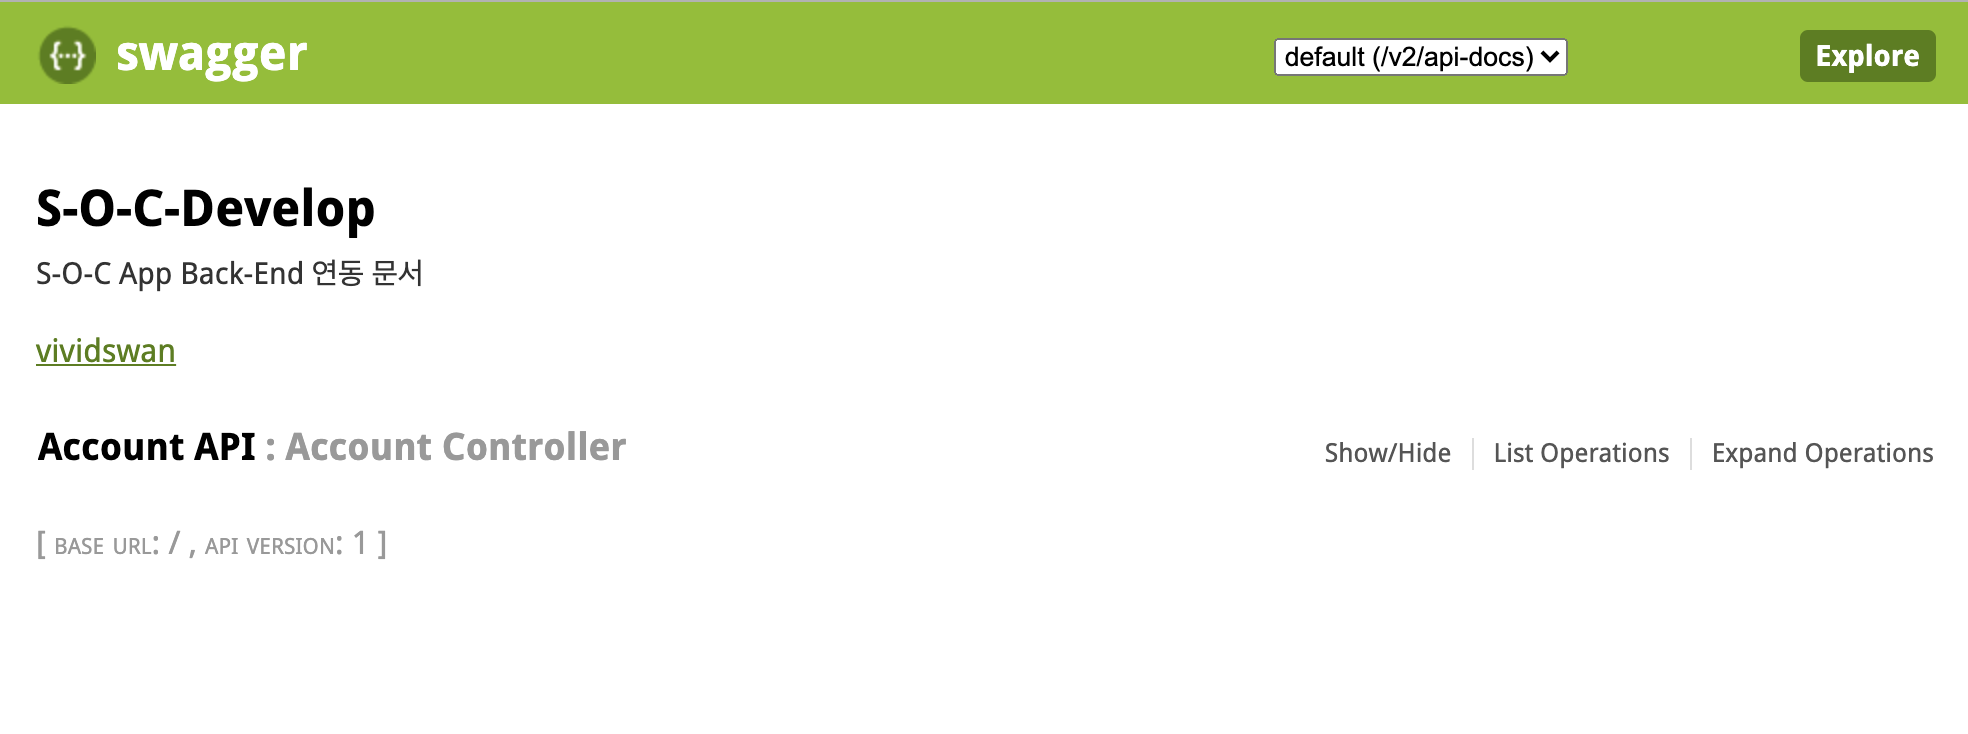 {···} swagger default (/v2/api-docs) Explore
S-O-C-Develop
S-O-C App Back-End 연동 문서
vividswan
Account API : Account Controller Show/Hide List Operations Expand Operations
[ BASE URL: / , API VERSION: 1 ]